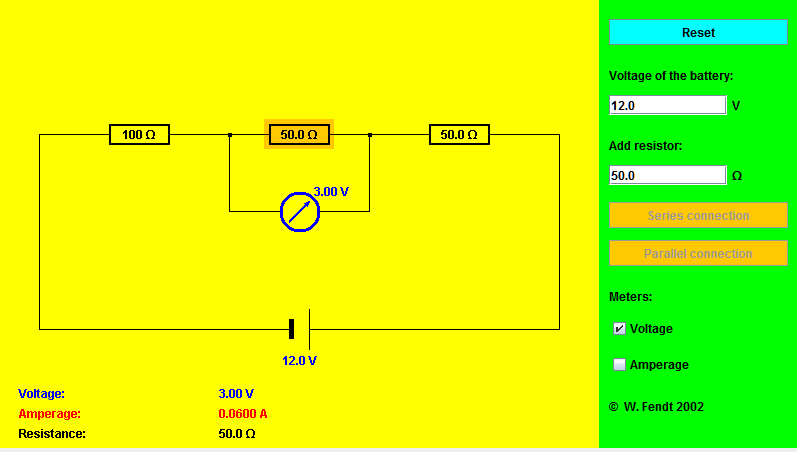 Reset
Voltage of the battery:
12.0 V
100 Ω 50.0 Ω 50.0 Ω
Add resistor:
3.00 V
50.0 Ω
Series connection
Parallel connection
Meters:
Voltage
12.0 V
Amperage
Voltage: 3.00 V
Amperage: 0.0600 A
Resistance: 50.0 Ω
© W. Fendt 2002